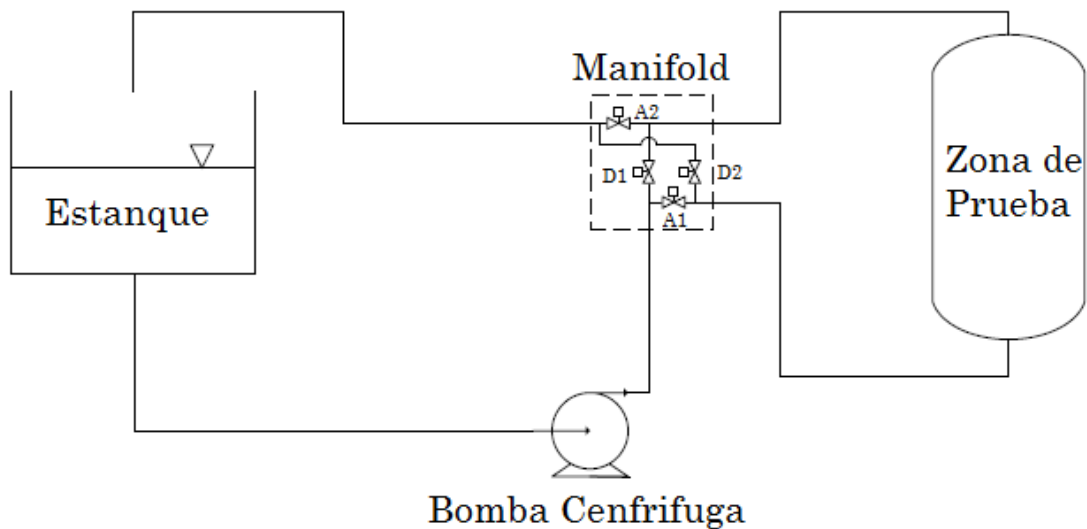 Manifold
A2
Zona de
Prueba
D1
D2
Estanque
A1
Bomba Cenfrifuga